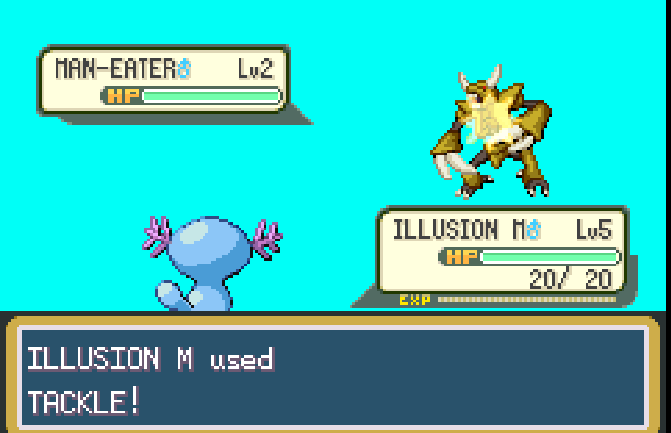 MAN-EATER♂ Lv2
HP
ILLUSION M♂ Lv5
HP
20/ 20
EXP
ILLUSION M used
TACKLE!